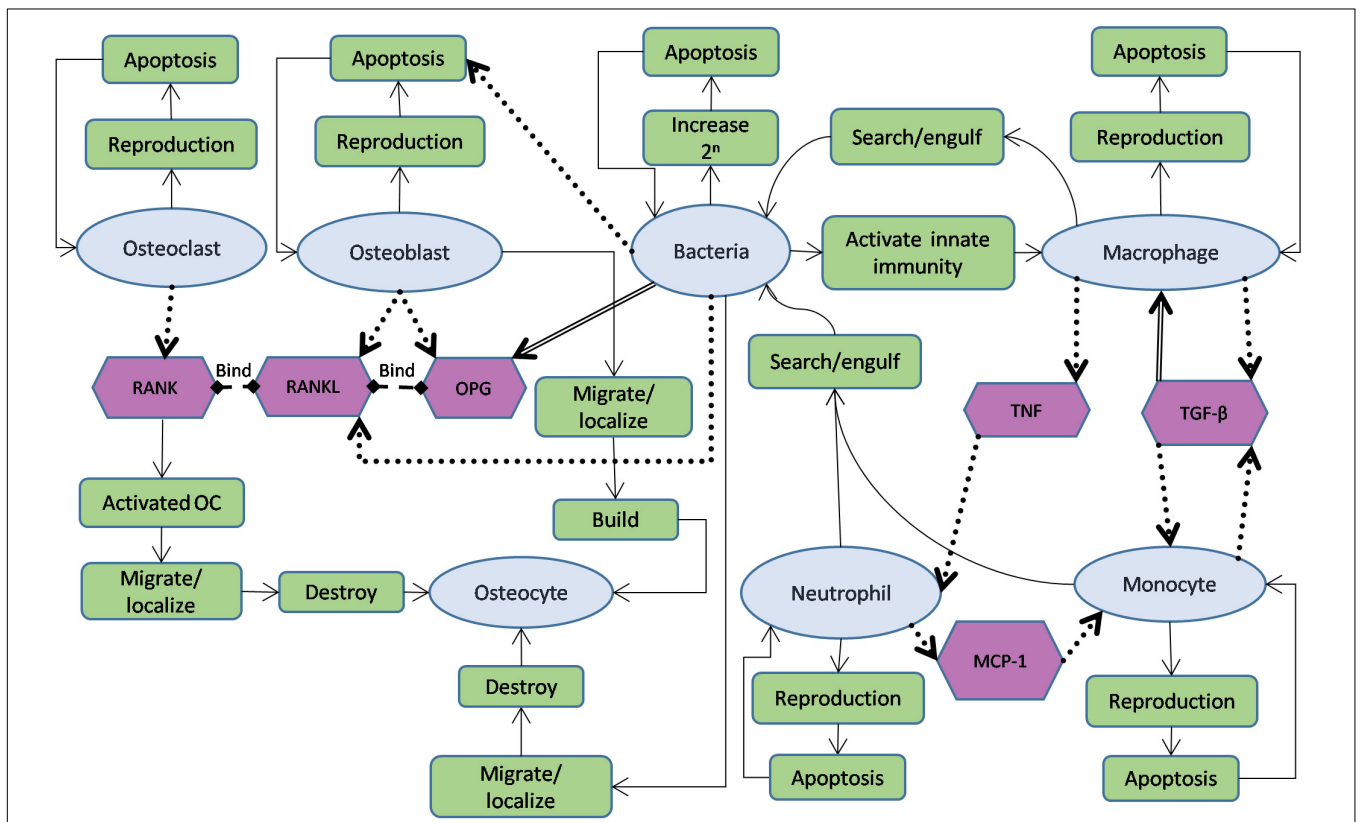 Apoptosis
Apoptosis
Apoptosis
Apoptosis
Reproduction
Reproduction
Increase
2ⁿ
Search/engulf
Reproduction
Osteoclast
Osteoblast
Bacteria
Activate innate
immunity
Macrophage
Search/engulf
RANK
Bind
RANKL
Bind
OPG
Migrate/
localize
TNF
TGF-β
Activated OC
Build
Migrate/
localize
Destroy
Osteocyte
Neutrophil
Monocyte
MCP-1
Destroy
Reproduction
Reproduction
Migrate/
localize
Apoptosis
Apoptosis